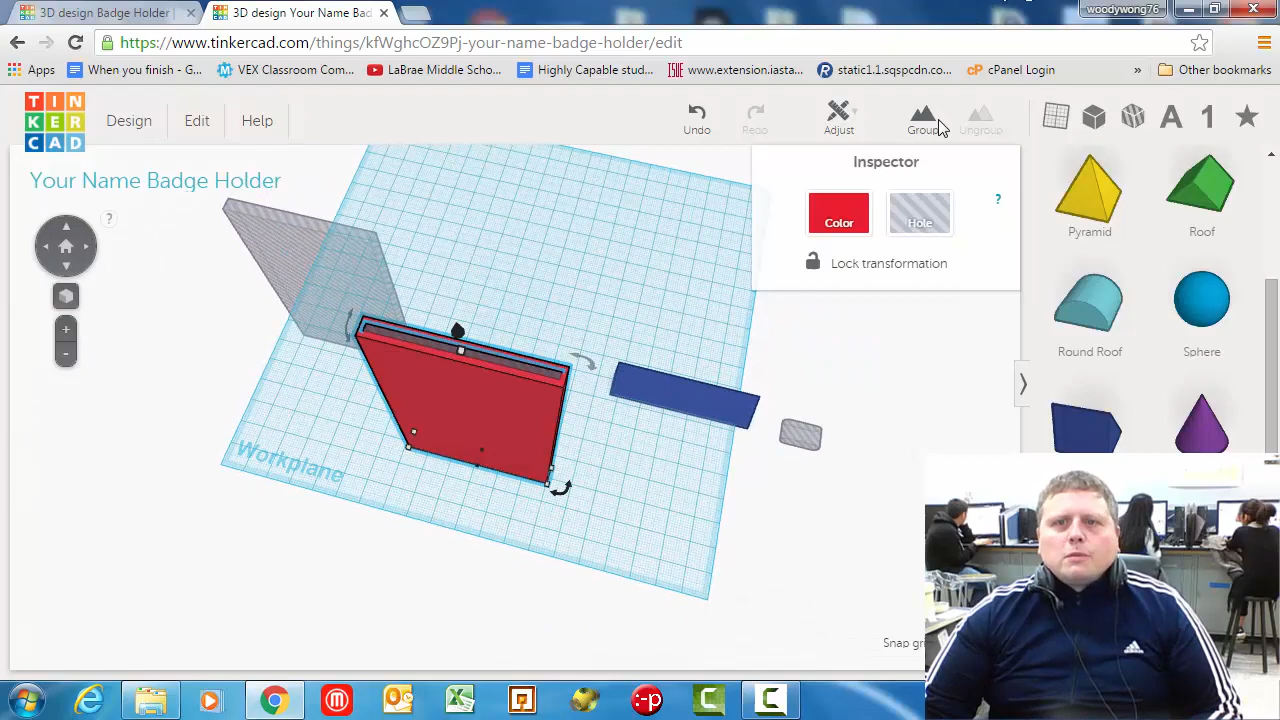 3D design Badge Holder
3D design Your Name Bad
woodywong76
https://www.tinkercad.com/things/kfWghcOZ9Pj-your-name-badge-holder/edit
Apps
When you finish - G...
VEX Classroom Com...
LaBrae Middle Scho...
Highly Capable stud...
www.extension.iasta...
static1.1.sqspcdn.co...
cPanel Login
»
Other bookmarks
TIN
KER
CAD
Design
Edit
Help
Undo
Redo
Adjust
Group
Ungroup
A
1
Your Name Badge Holder
?
Inspector
Color
Hole
?
Lock transformation
Pyramid
Roof
Round Roof
Sphere
Workplane
Snap gri